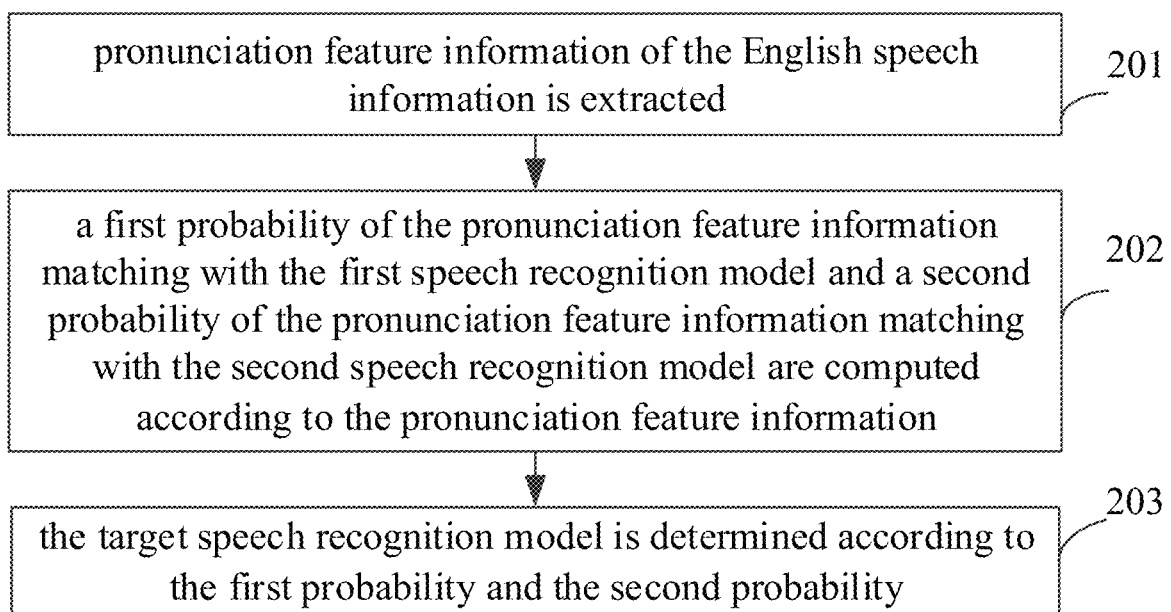 pronunciation feature information of the English speech
information is extracted
201
a first probability of the pronunciation feature information
matching with the first speech recognition model and a second
probability of the pronunciation feature information matching
with the second speech recognition model are computed
according to the pronunciation feature information
202
the target speech recognition model is determined according to
the first probability and the second probability
203